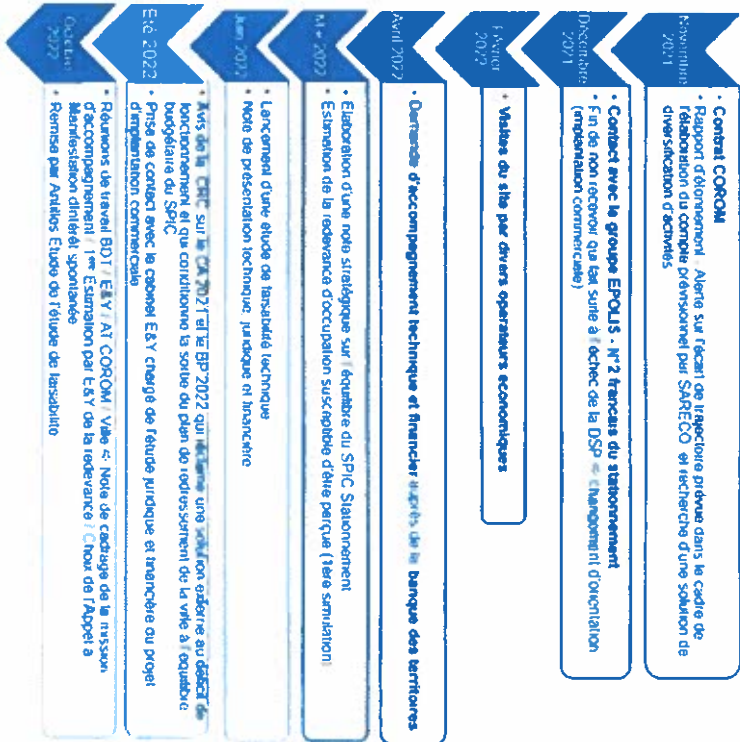 Novembre
2021
• Contrat COROM
• Rapport d'étonnement : Alerte sur l'écart de trajectoire prévue dans le cadre de
l'élaboration du compte prévisionnel par SARECO et recherche d'une solution de
diversification d'activités
Décembre
2021
• Contact avec le groupe EPOLIS - N°2 francais du stationnement
• Fin de non recevoir qui fait suite à l'échec de la DSP => changement d'orientation
(implantation commerciale)
Février
2022
• Visites du site par divers operateurs economiques
Avril 2022
• Demande d'accompagnement technique et financier auprès de la banque des territoires
Mai 2022
• Elaboration d'une note stratégique sur l'équilibre du SPIC Stationnement
• Estimation de la redevance d'occupation susceptible d'être perçue (1ère simulation)
Juin 2022
• Lancement d'une étude de faisabilité technique
• Note de présentation technique, juridique et financière
Eté 2022
• Avis de la CRC sur le CA 2021 et le BP 2022 qui réclame une solution externe au déficit de
fonctionnement et qui conditionne la sortie du plan de redressement de la ville à l'équilibre
budgétaire du SPIC
• Prise de contact avec le cabinet E&Y chargé de l'étude juridique et financière du projet
d'implantation commerciale
Octobre
2022
• Réunions de travail BDT / E&Y / AT COROM / Ville Note de cadrage de la mission
d'accompagnement / 1ère Estimation par E&Y de la redevance / Choix de l'Appel a
Manifestation d'intérêt spontanée
• Remise par Antilles Etude de l'étude de faisabilité